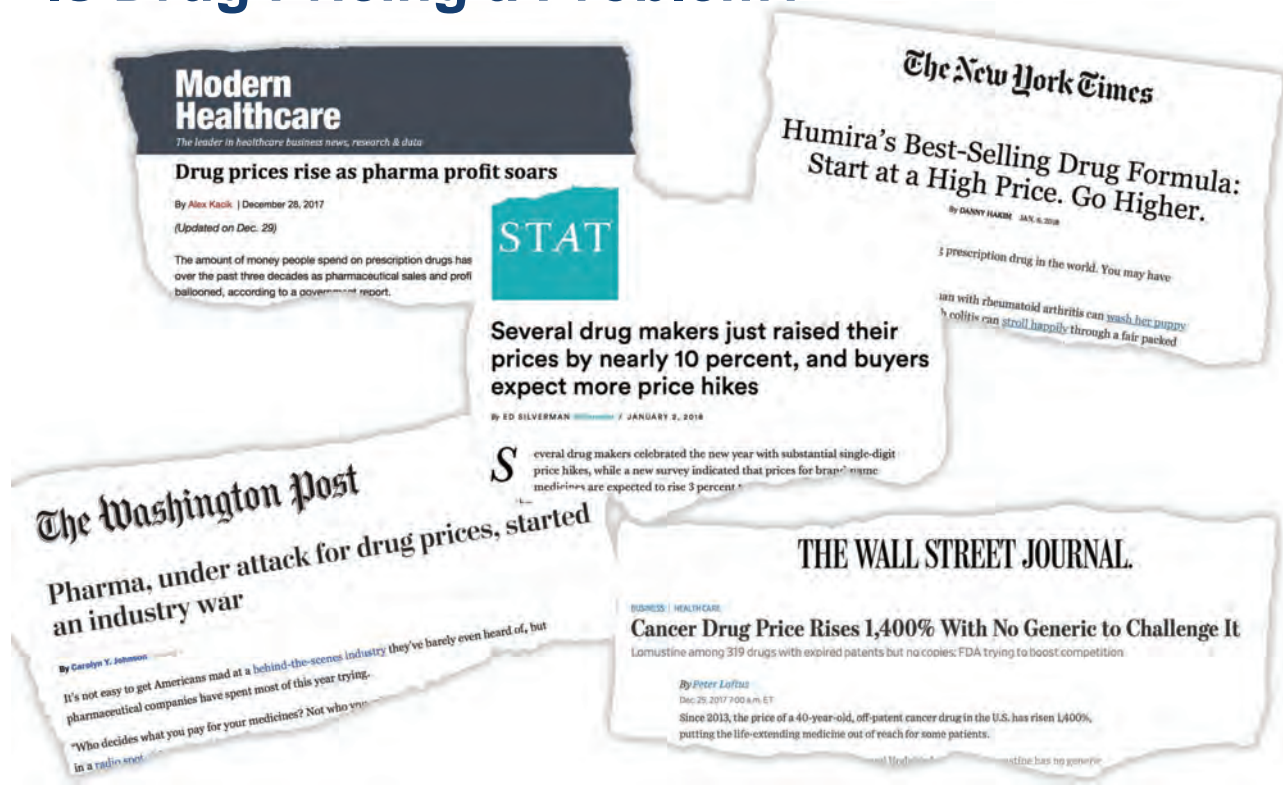 Is Drug Pricing a Problem?
Modern
Healthcare
The leader in healthcare business news, research & data
Drug prices rise as pharma profit soars
By Alex Kacik | December 28, 2017
(Updated on Dec. 29)
The amount of money people spend on prescription drugs has
over the past three decades as pharmaceutical sales and profi
ballooned, according to a government report.
The New York Times
Humira's Best-Selling Drug Formula:
Start at a High Price. Go Higher.
By DANNY HAKIM JAN. 6, 2018
prescription drug in the world. You may have
an with rheumatoid arthritis can wash her puppy
colitis can stroll happily through a fair packed
STAT
Several drug makers just raised their
prices by nearly 10 percent, and buyers
expect more price hikes
By ED SILVERMAN / JANUARY 2, 2018
Several drug makers celebrated the new year with substantial single-digit
price hikes, while a new survey indicated that prices for brand-name
medicines are expected to rise 3 percent
The Washington Post
Pharma, under attack for drug prices, started
an industry war
By Carolyn Y. Johnson
It's not easy to get Americans mad at a behind-the-scenes industry they've barely even heard of, but
pharmaceutical companies have spent most of this year trying.
"Who decides what you pay for your medicines? Not who you
in a radio spot
THE WALL STREET JOURNAL.
BUSINESS | HEALTH CARE
Cancer Drug Price Rises 1,400% With No Generic to Challenge It
Lomustine among 319 drugs with expired patents but no copies; FDA trying to boost competition
By Peter Loftus
Dec. 25, 2017 7:00 a.m. ET
Since 2013, the price of a 40-year-old, off-patent cancer drug in the U.S. has risen 1,400%,
putting the life-extending medicine out of reach for some patients.
has no generic